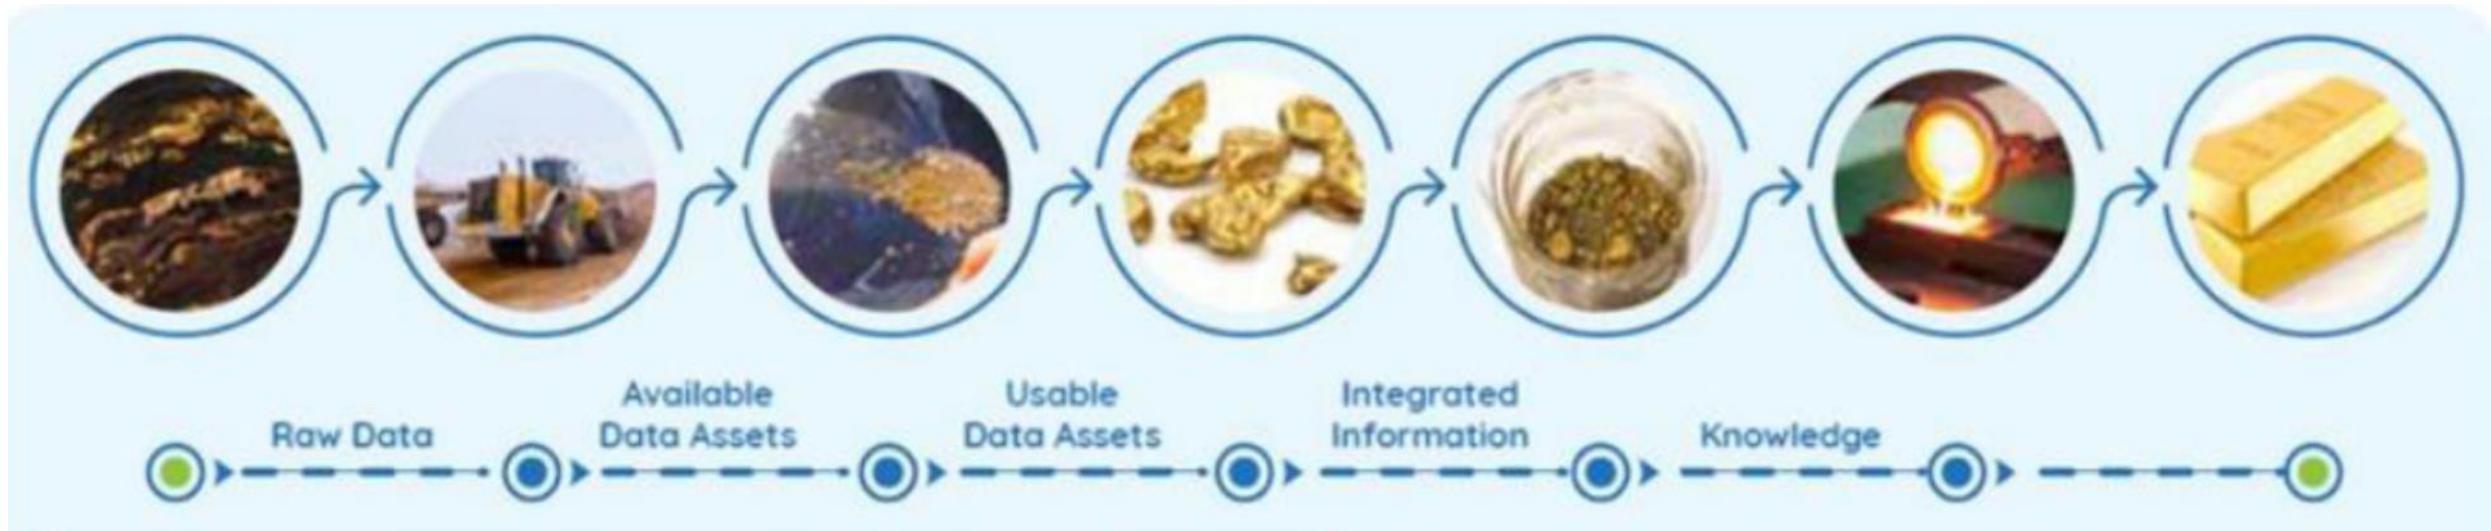 Raw Data
Available
Data Assets
Usable
Data Assets
Integrated
Information
Knowledge